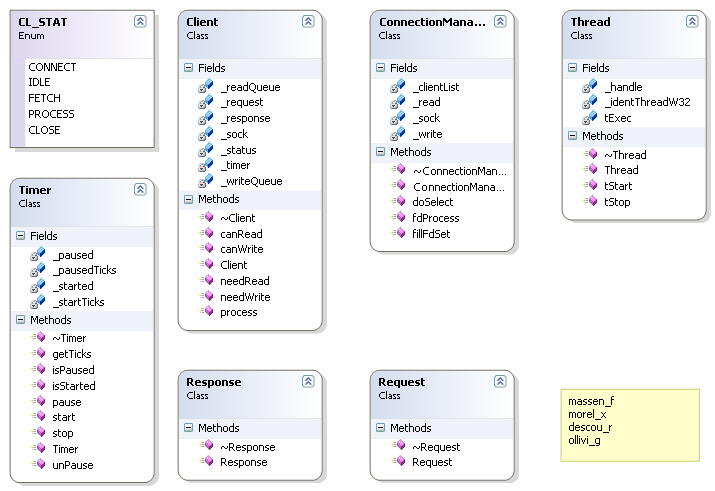 CL_STAT
Enum
CONNECT
IDLE
FETCH
PROCESS
CLOSE
Timer
Class
Fields
_paused
_pausedTicks
_started
_startTicks
Methods
~Timer
getTicks
isPaused
isStarted
pause
start
stop
Timer
unPause
Client
Class
Fields
_readQueue
_request
_response
_sock
_status
_timer
_writeQueue
Methods
~Client
canRead
canWrite
Client
needRead
needWrite
process
Response
Class
Methods
~Response
Response
ConnectionMana...
Class
Fields
_clientList
_read
_sock
_write
Methods
~ConnectionMan...
ConnectionMana...
doSelect
fdProcess
fillFdSet
Request
Class
Methods
~Request
Request
Thread
Class
Fields
_handle
_identThreadW32
tExec
Methods
~Thread
Thread
tStart
tStop
massen_f
morel_x
descou_r
ollivi_g